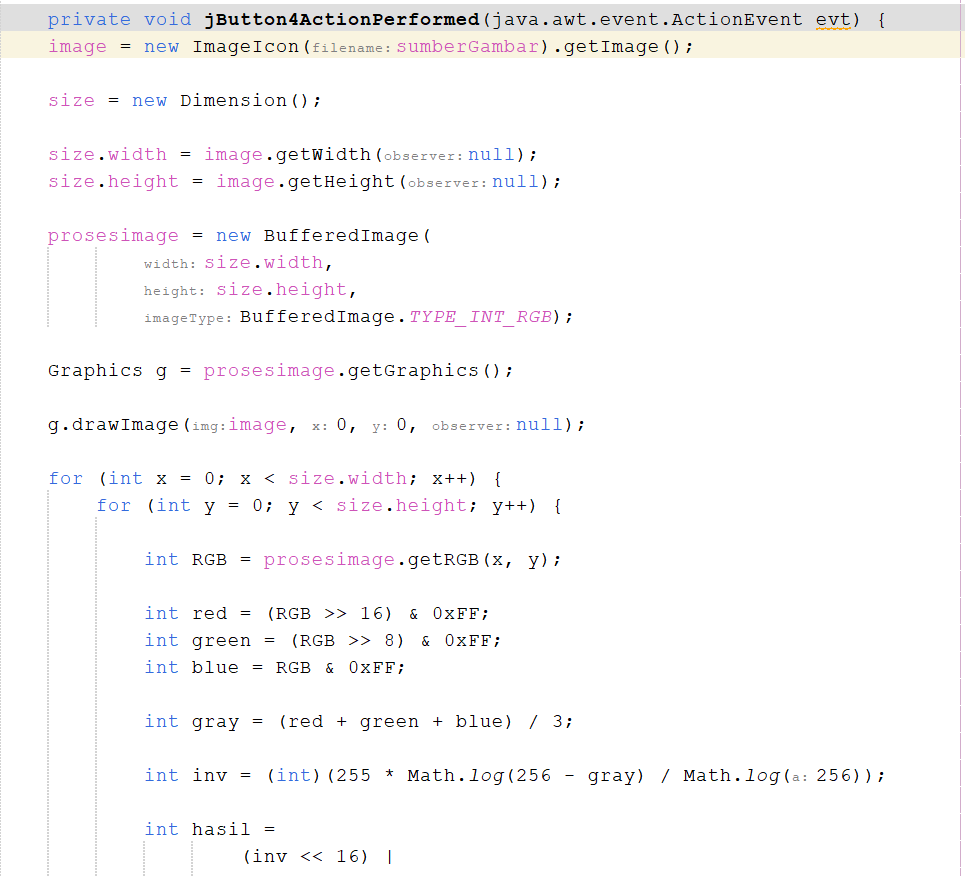 private void jButton4ActionPerformed(java.awt.event.ActionEvent evt) {
image = new ImageIcon(filename: sumberGambar).getImage();
size = new Dimension();
size.width = image.getWidth(observer: null);
size.height = image.getHeight(observer: null);
prosesimage = new BufferedImage(
width: size.width,
height: size.height,
imageType: BufferedImage.TYPE_INT_RGB);
Graphics g = prosesimage.getGraphics();
g.drawImage(img: image, x: 0, y: 0, observer: null);
for (int x = 0; x < size.width; x++) {
for (int y = 0; y < size.height; y++) {
int RGB = prosesimage.getRGB(x, y);
int red = (RGB >> 16) & 0xFF;
int green = (RGB >> 8) & 0xFF;
int blue = RGB & 0xFF;
int gray = (red + green + blue) / 3;
int inv = (int)(255 * Math.log(256 - gray) / Math.log(a: 256));
int hasil =
(inv << 16) |